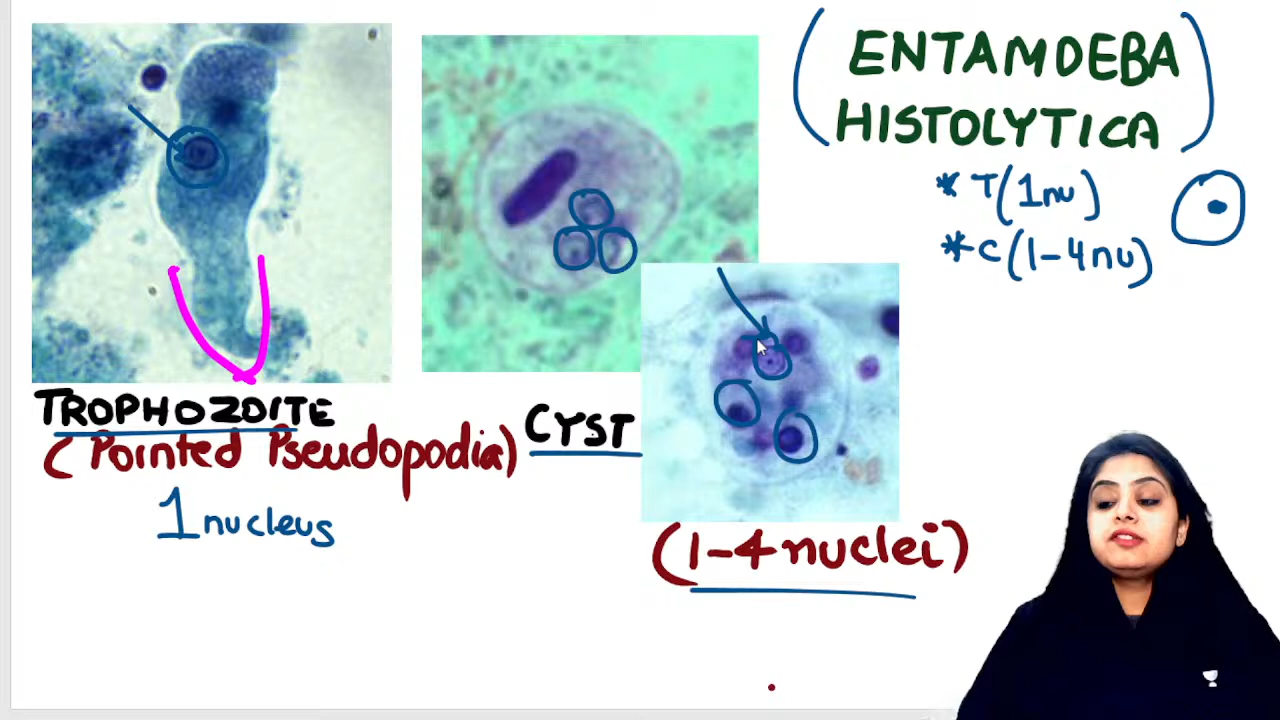 ENTAMOEBA
HISTOLYTICA
* T(1nu)
* C(1-4nu)
TROPHOZOITE
(Pointed Pseudopodia)
1 nucleus
CYST
(1-4 nuclei)